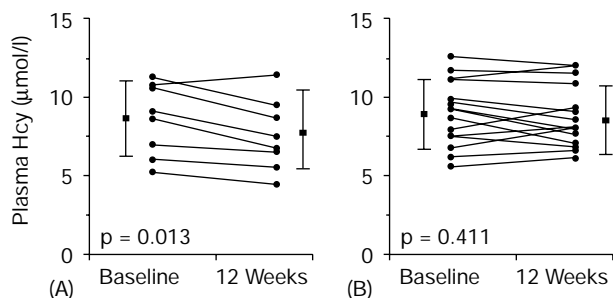 Plasma Hcy (μmol/l)
15
10
5
0
p = 0.013
(A)
Baseline
12 Weeks
15
10
5
0
p = 0.411
(B)
Baseline
12 Weeks